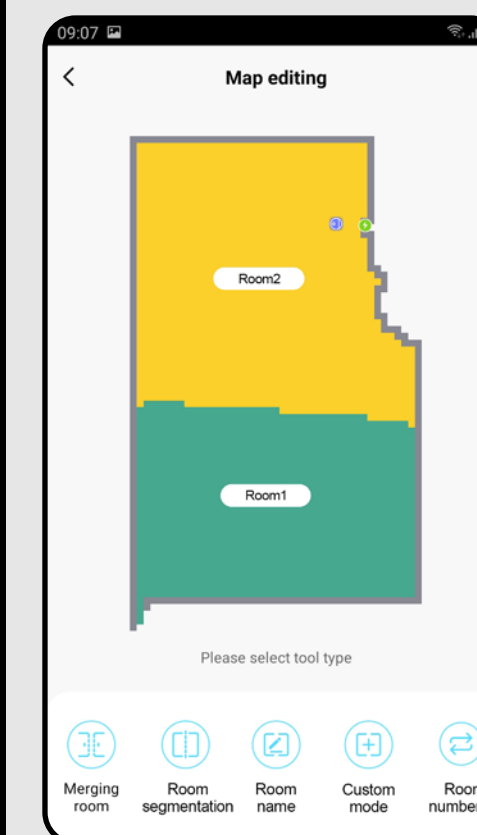 09:07
Map editing
Room2
Room1
Please select tool type
Merging
room
Room
segmentation
Room
name
Custom
mode